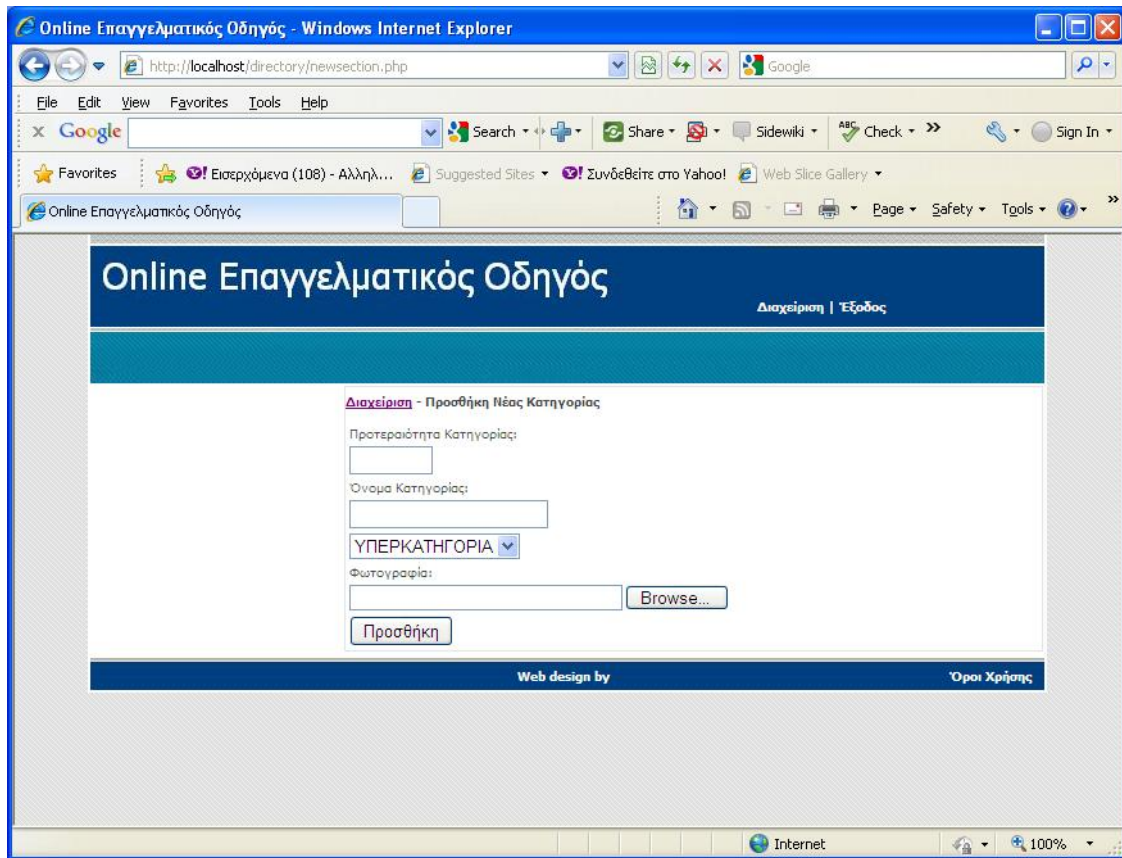 Online Επαγγελματικός Οδηγός - Windows Internet Explorer
http://localhost/directory/newsection.php
Google
File Edit View Favorites Tools Help
x Google Search Share Sidewiki ABC Check » Sign In
Favorites Εισερχόμενα (108) - Αλληλ... Suggested Sites Συνδεθείτε στο Yahoo! Web Slice Gallery
Online Επαγγελματικός Οδηγός Page Safety Tools »
Online Επαγγελματικός Οδηγός
Διαχείριση | Έξοδος
Διαχείριση - Προσθήκη Νέας Κατηγορίας
Προτεραιότητα Κατηγορίας:
Όνομα Κατηγορίας:
ΥΠΕΡΚΑΤΗΓΟΡΙΑ
Φωτογραφία:
Browse...
Προσθήκη
Web design by Όροι Χρήσης
Internet 100%